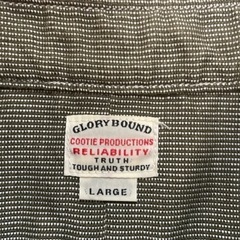 GLORY BOUND
COOTIE PRODUCTIONS
RELIABILITY
TRUTH
TOUGH AND STURDY
LARGE